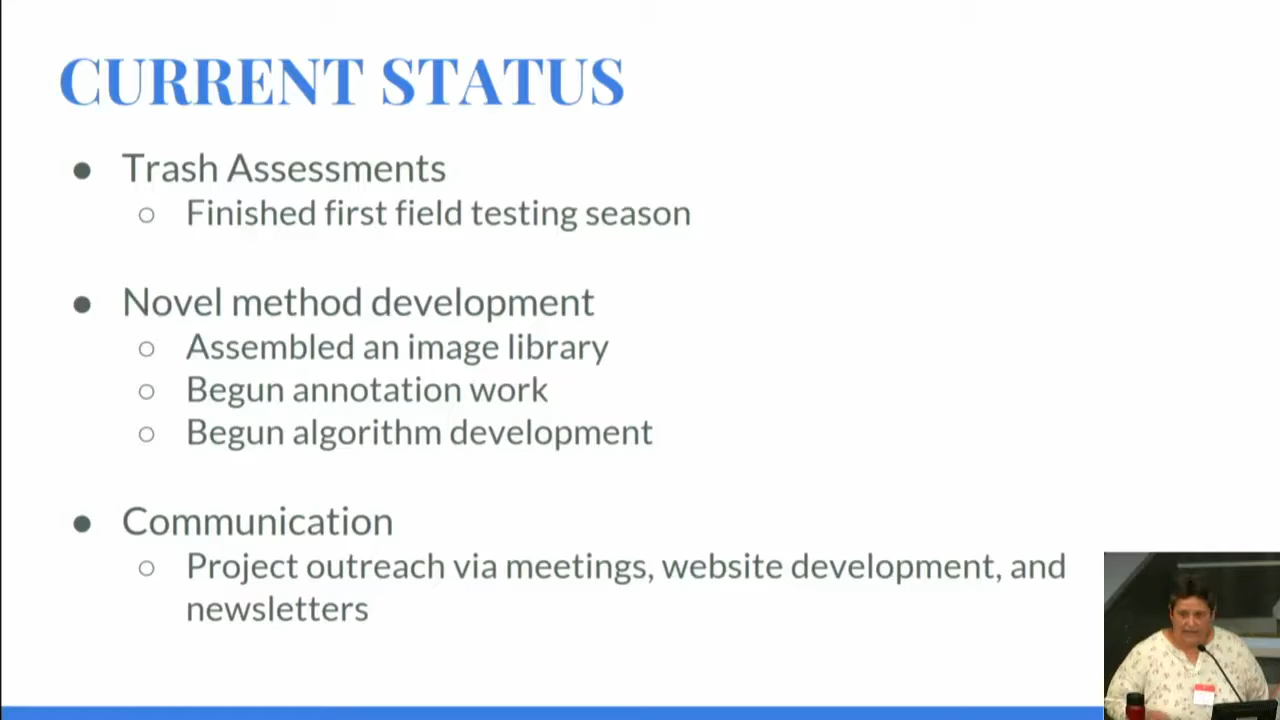 CURRENT STATUS
● Trash Assessments
○ Finished first field testing season
● Novel method development
○ Assembled an image library
○ Begun annotation work
○ Begun algorithm development
● Communication
○ Project outreach via meetings, website development, and
newsletters